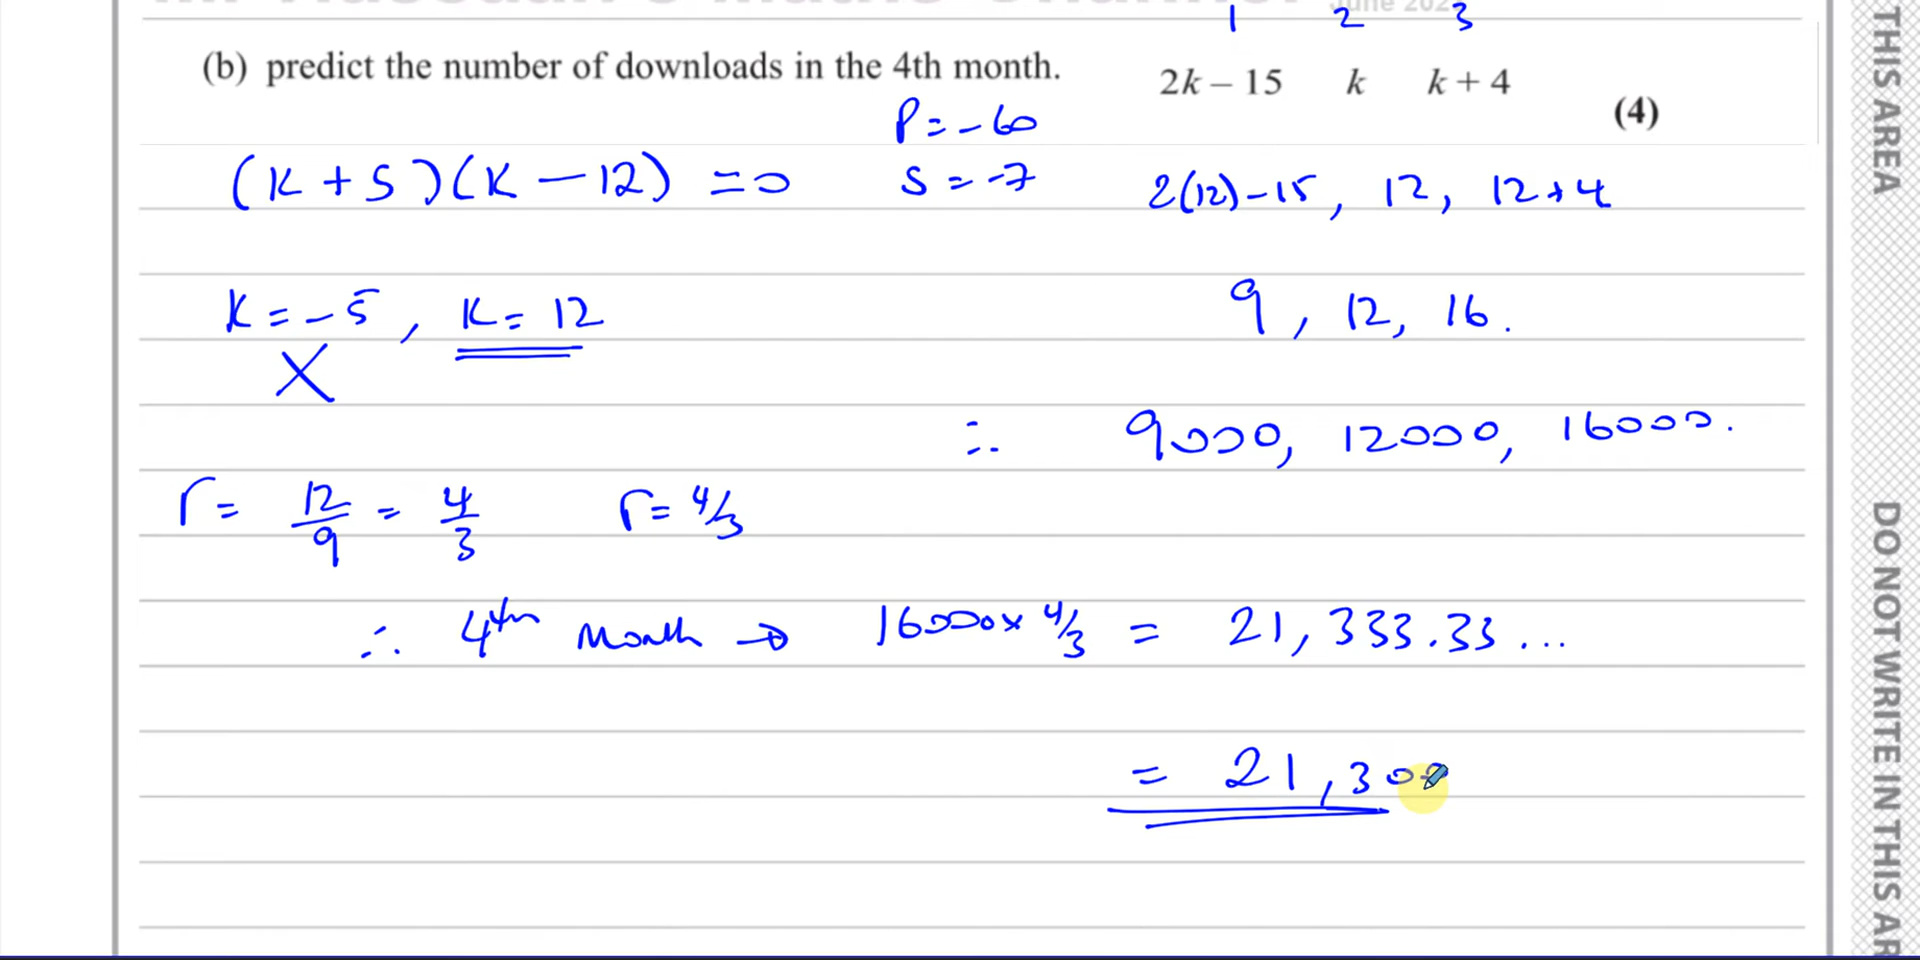 1 2 3
(b) predict the number of downloads in the 4th month.
2k – 15 k k + 4
(4)
P = -60
S = -7
(K + 5)(K - 12) = 0
2(12) - 15, 12, 12+4
K = -5, K = 12
X
9, 12, 16.
∴ 9000, 12000, 16000.
r = 12/9 = 4/3 r = 4/3
∴ 4th Month → 16000 x 4/3 = 21,333.33...
= 21,300
THIS AREA
DO NOT WRITE IN THIS AR